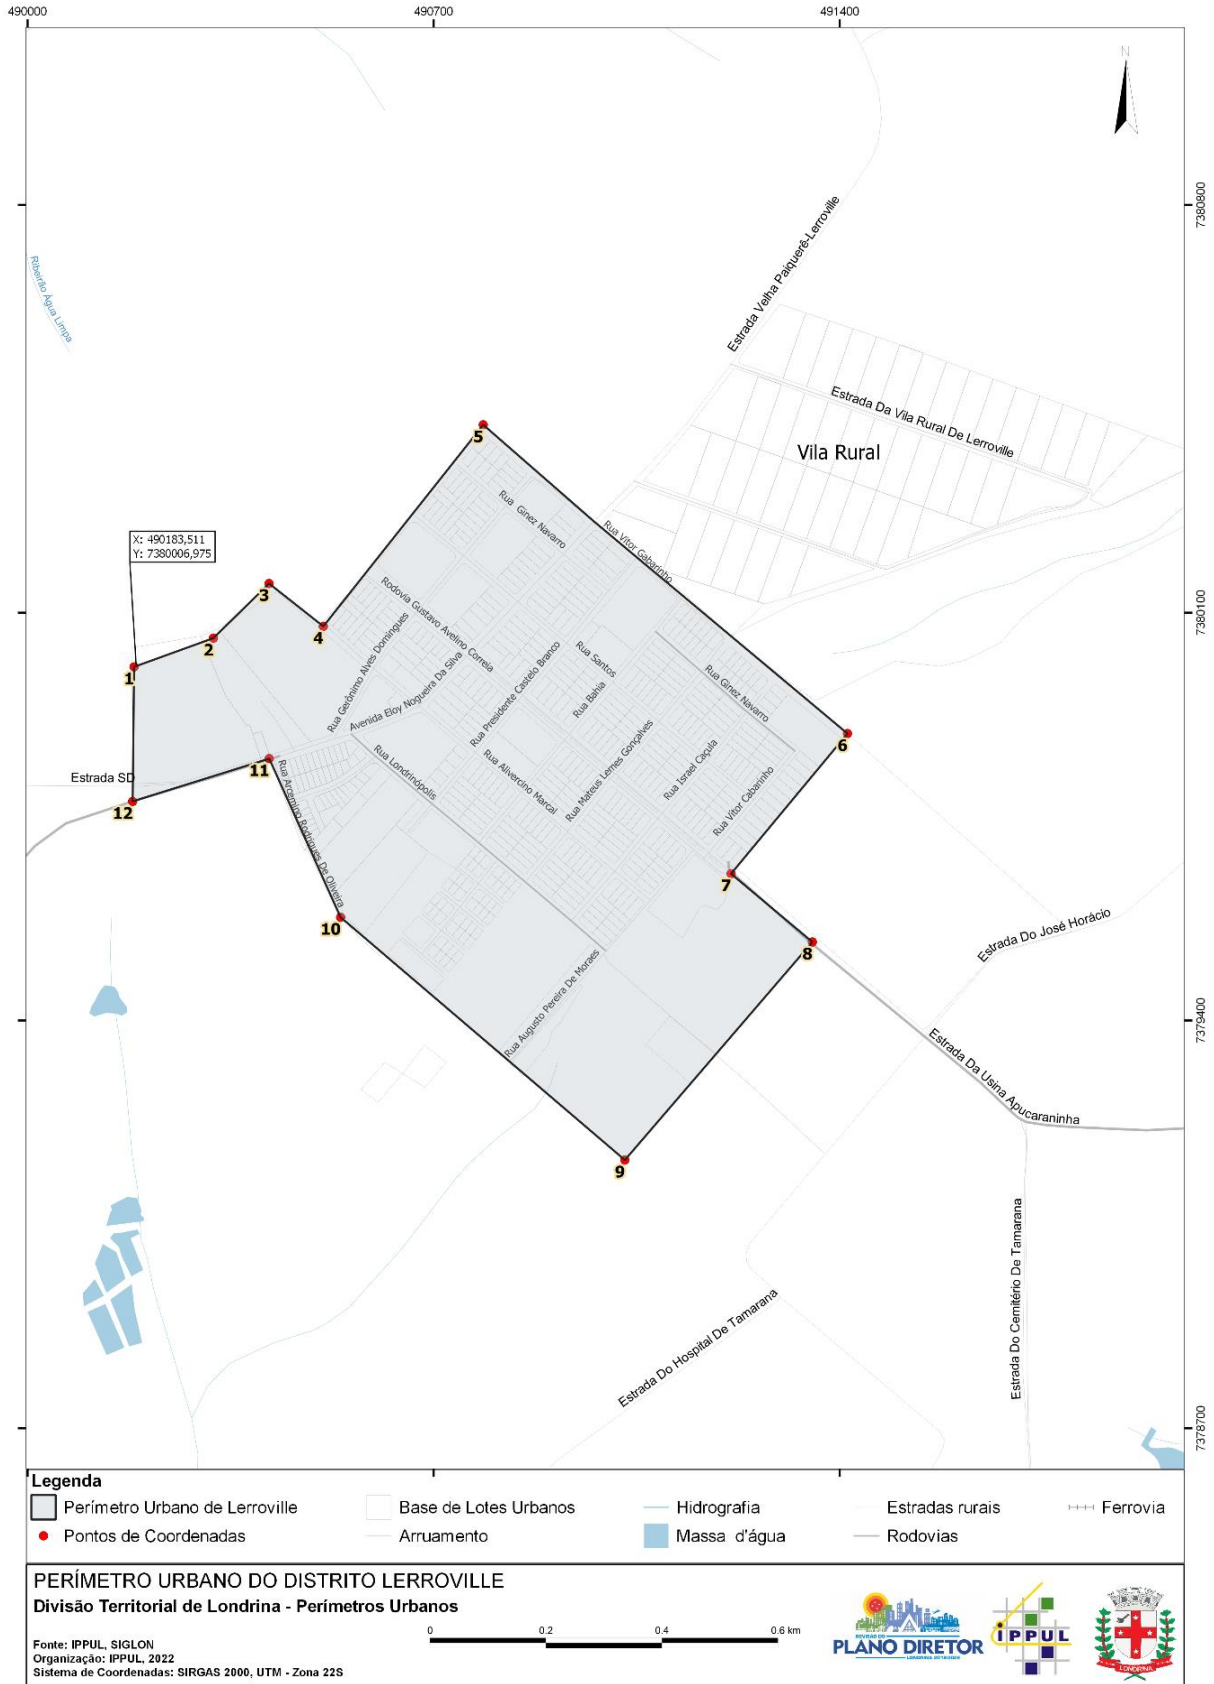 490000
490700
491400
N
7380800
Estrada Velha Paiquerê-Lerroville
Ribeirão Água Limpa
Estrada Da Vila Rural De Lerroville
Vila Rural
5
Rua Ginez Navarro
Rua Vitor Gabarinho
X: 490183,511
Y: 7380006,975
3
Rodovia Gustavo Avelino Correia
7380100
4
2
Rua Gerônimo Alves Domingues
Rua Presidente Castelo Branco
Rua Santos
1
Avenida Eloy Nogueira Da Silva
Rua Bahia
Rua Ginez Navarro
6
Rua Londrinópolis
Rua Alivercino Marcal
Rua Mateus Lemes Gonçalves
Rua Israel Caçula
Rua Vitor Cabarinho
11
Estrada SD
12
Rua Arcemino Rodrigues De Oliveira
7
10
8
Estrada Do José Horácio
Rua Augusto Pereira De Moraes
7379400
Estrada Da Usina Apucaraninha
9
Estrada Do Hospital De Tamarana
Estrada Do Cemitério De Tamarana
7378700
Legenda
Perímetro Urbano de Lerroville
Base de Lotes Urbanos
Hidrografia
Estradas rurais
Ferrovia
Pontos de Coordenadas
Arruamento
Massa d'água
Rodovias
PERÍMETRO URBANO DO DISTRITO LERROVILLE
Divisão Territorial de Londrina - Perímetros Urbanos
Fonte: IPPUL, SIGLON
Organização: IPPUL, 2022
Sistema de Coordenadas: SIRGAS 2000, UTM - Zona 22S
0 0.2 0.4 0.6 km
REVISÃO DO
PLANO DIRETOR
IPPUL
LONDRINA